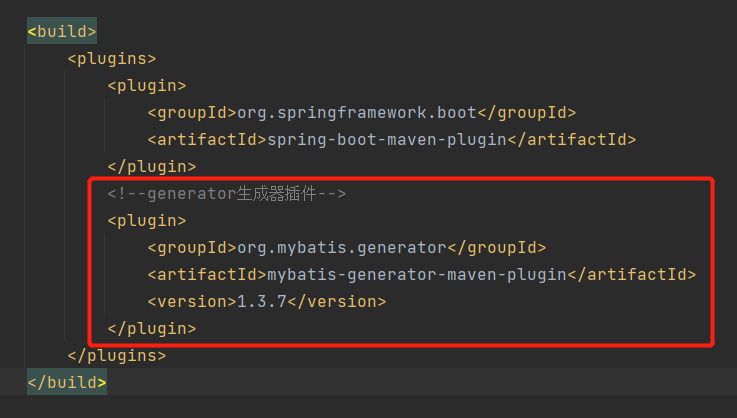 <build>
<plugins>
<plugin>
<groupId>org.springframework.boot</groupId>
<artifactId>spring-boot-maven-plugin</artifactId>
</plugin>
<!--generator生成器插件-->
<plugin>
<groupId>org.mybatis.generator</groupId>
<artifactId>mybatis-generator-maven-plugin</artifactId>
<version>1.3.7</version>
</plugin>
</plugins>
</build>